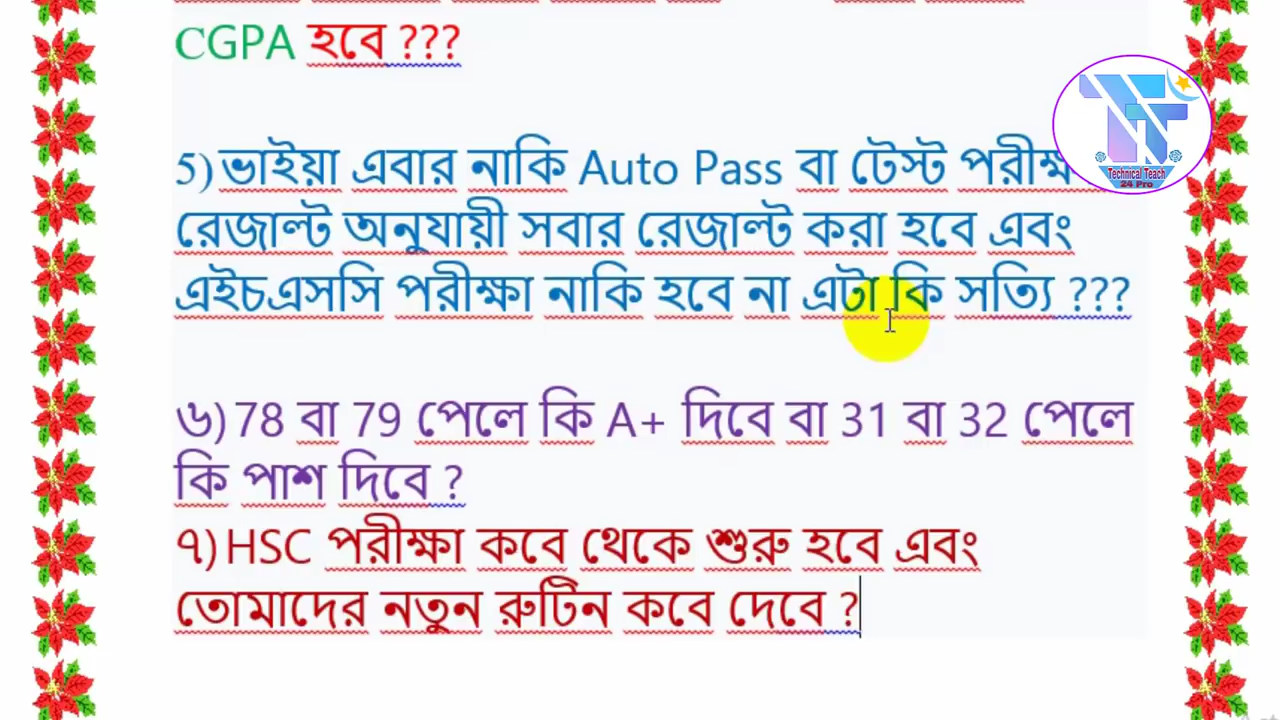 CGPA হবে ???
5) ভাইয়া এবার নাকি Auto Pass বা টেস্ট
রেজাল্ট অনুযায়ী সবার রেজাল্ট করা হবে এবং
এইচএসসি পরীক্ষা নাকি হবে না এটা কি সত্যি ???
৬) 78 বা 79 পেলে কি A+ দিবে বা 31 বা 32 পেলে
কি পাশ দিবে ?
৭) HSC পরীক্ষা কবে থেকে শুরু হবে এবং
তোমাদের নতুন রুটিন কবে দেবে ?
Technical Teach
24 Pro